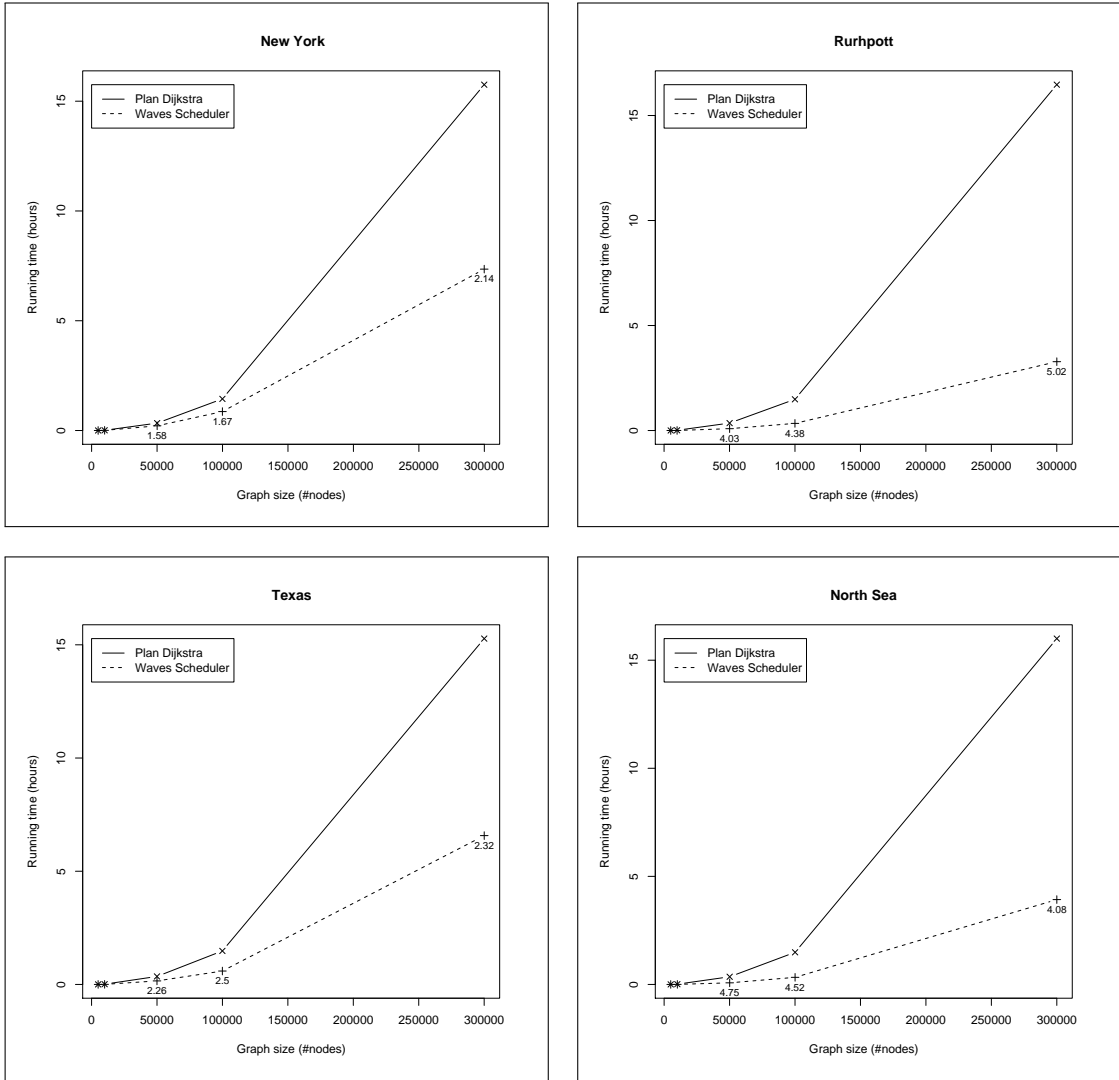 New York
Plan Dijkstra
Waves Scheduler
Running time (hours)
15
10
5
0
1.58
1.67
2.14
0 50000 100000 150000 200000 250000 300000
Graph size (#nodes)
Rurhpott
Plan Dijkstra
Waves Scheduler
Running time (hours)
15
10
5
0
4.03
4.38
5.02
0 50000 100000 150000 200000 250000 300000
Graph size (#nodes)
Texas
Plan Dijkstra
Waves Scheduler
Running time (hours)
15
10
5
0
2.26
2.5
2.32
0 50000 100000 150000 200000 250000 300000
Graph size (#nodes)
North Sea
Plan Dijkstra
Waves Scheduler
Running time (hours)
15
10
5
0
4.75
4.52
4.08
0 50000 100000 150000 200000 250000 300000
Graph size (#nodes)